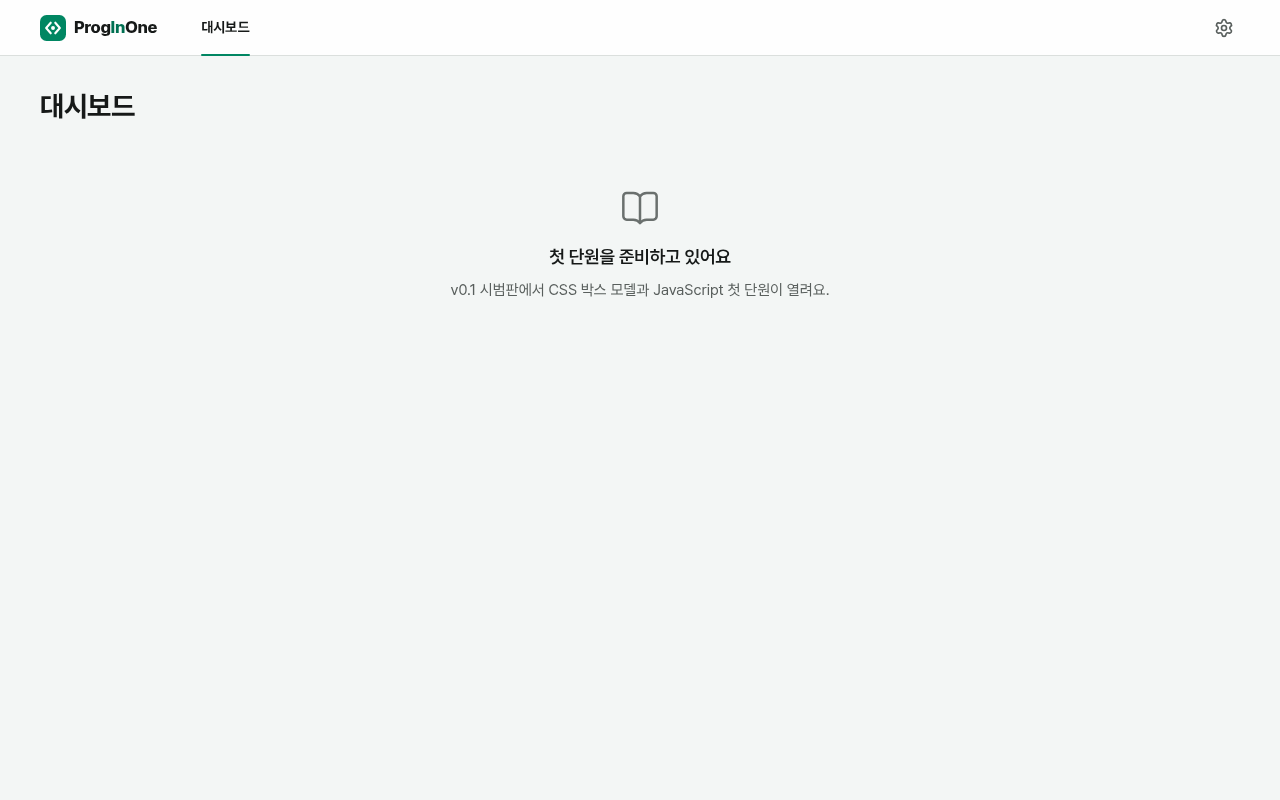 ProgInOne
대시보드
대시보드
첫 단원을 준비하고 있어요
v0.1 시범판에서 CSS 박스 모델과 JavaScript 첫 단원이 열려요.